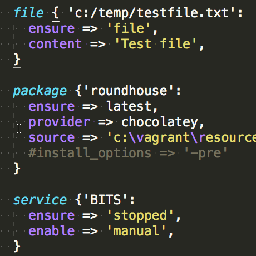 file { 'c:/temp/testfile.txt':
ensure => 'file',
content => 'Test file',
}
package {'roundhouse':
ensure => latest,
provider => chocolatey,
source => 'c:\vagrant\resource
#install_options => '-pre'
}
service {'BITS':
ensure => 'stopped',
enable => 'manual',
}